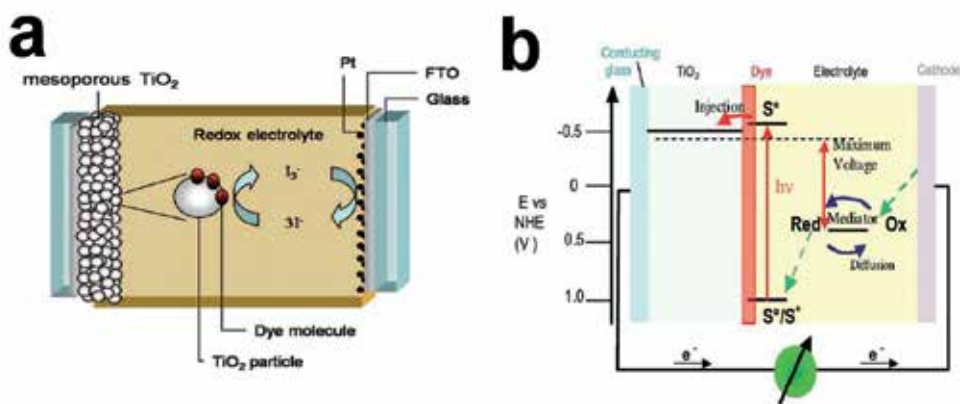 a
mesoporous TiO₂
Pt
FTO
Glass
Redox electrolyte
I₃⁻
3I⁻
Dye molecule
TiO₂ particle
b
Conducting
glass
TiO₂
Dye
Electrolyte
Cathode
Injection
S*
-0.5
Maximum
Voltage
0
hν
E vs
NHE
(V)
Red
Mediator
Ox
0.5
Diffusion
1.0
S°/S⁺
e⁻
e⁻